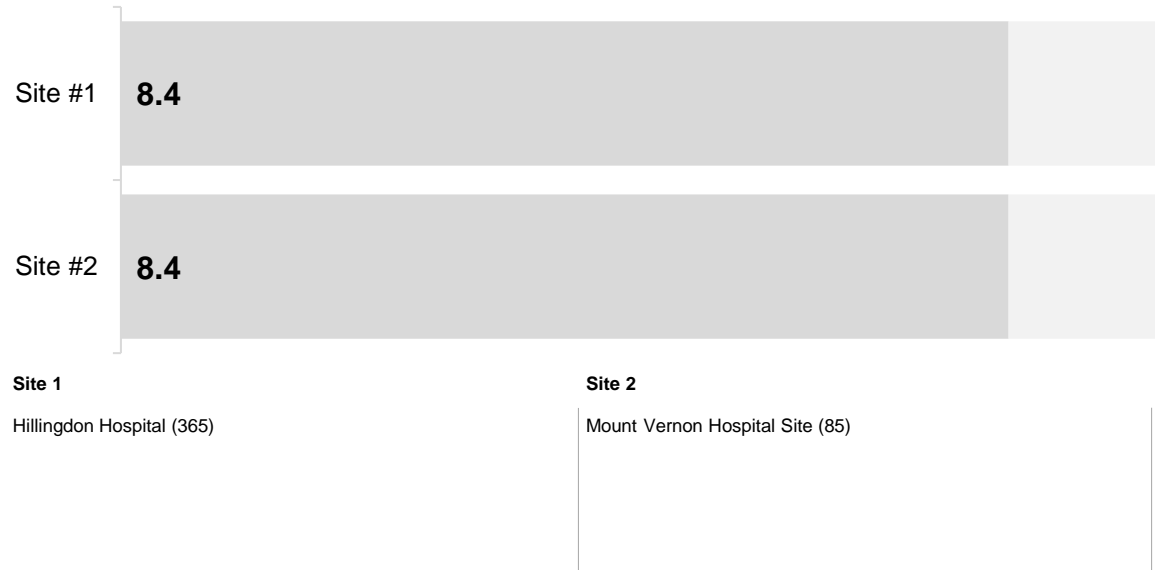 Site #1
8.4
Site #2
8.4
Site 1
Hillingdon Hospital (365)
Site 2
Mount Vernon Hospital Site (85)